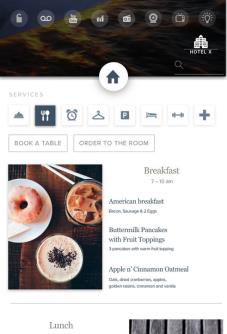 HOTEL X
SERVICES
P
BOOK A TABLE
ORDER TO THE ROOM
Breakfast
7 – 10 am
American breakfast
Bacon, Sausage & 2 Eggs
Buttermilk Pancakes
with Fruit Toppings
3 pancakes with warm fruit topping
Apple n' Cinnamon Oatmeal
Oats, dried cranberries, apples,
golden raisins, cinnamon and vanilla
Lunch